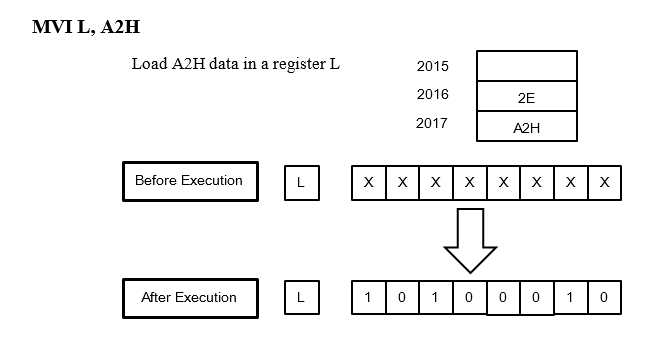 MVI L, A2H
Load A2H data in a register L
2015
2016 2E
2017 A2H
Before Execution L X X X X X X X X
After Execution L 1 0 1 0 0 0 1 0